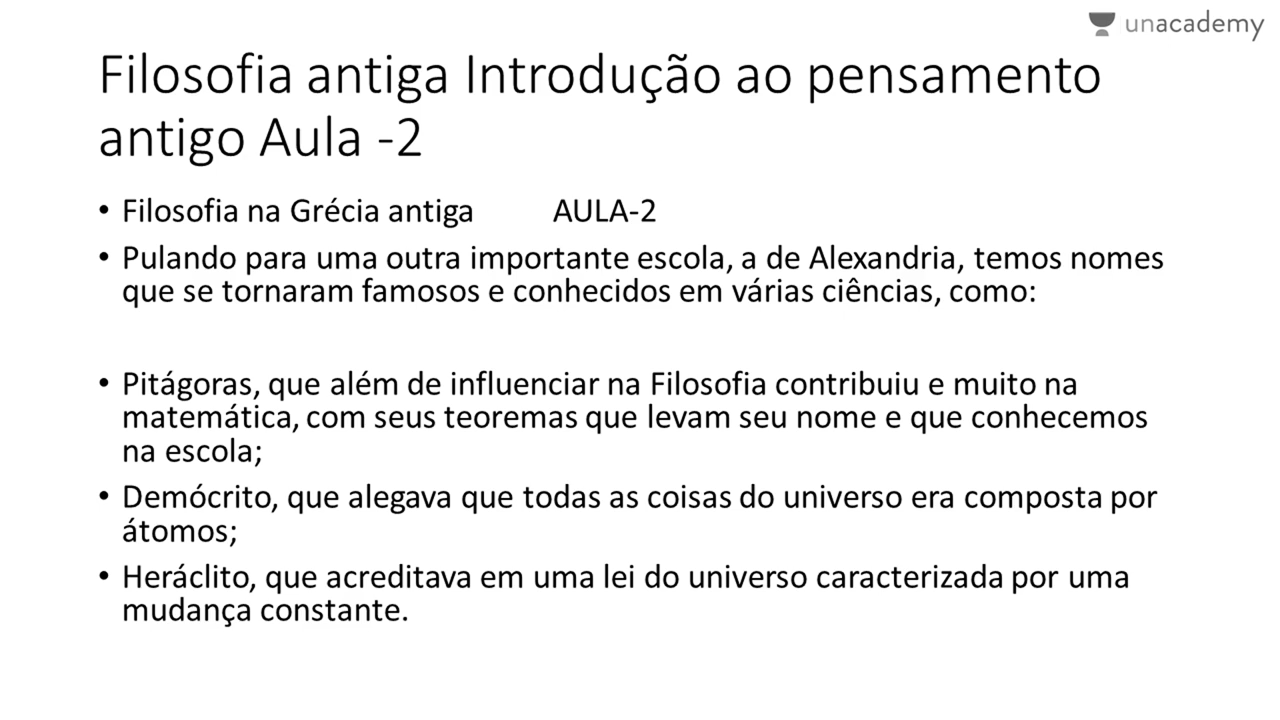 unacademy
Filosofia antiga Introdução ao pensamento
antigo Aula -2
• Filosofia na Grécia antiga AULA-2
• Pulando para uma outra importante escola, a de Alexandria, temos nomes
que se tornaram famosos e conhecidos em várias ciências, como:
• Pitágoras, que além de influenciar na Filosofia contribuiu e muito na
matemática, com seus teoremas que levam seu nome e que conhecemos
na escola;
• Demócrito, que alegava que todas as coisas do universo era composta por
átomos;
• Heráclito, que acreditava em uma lei do universo caracterizada por uma
mudança constante.